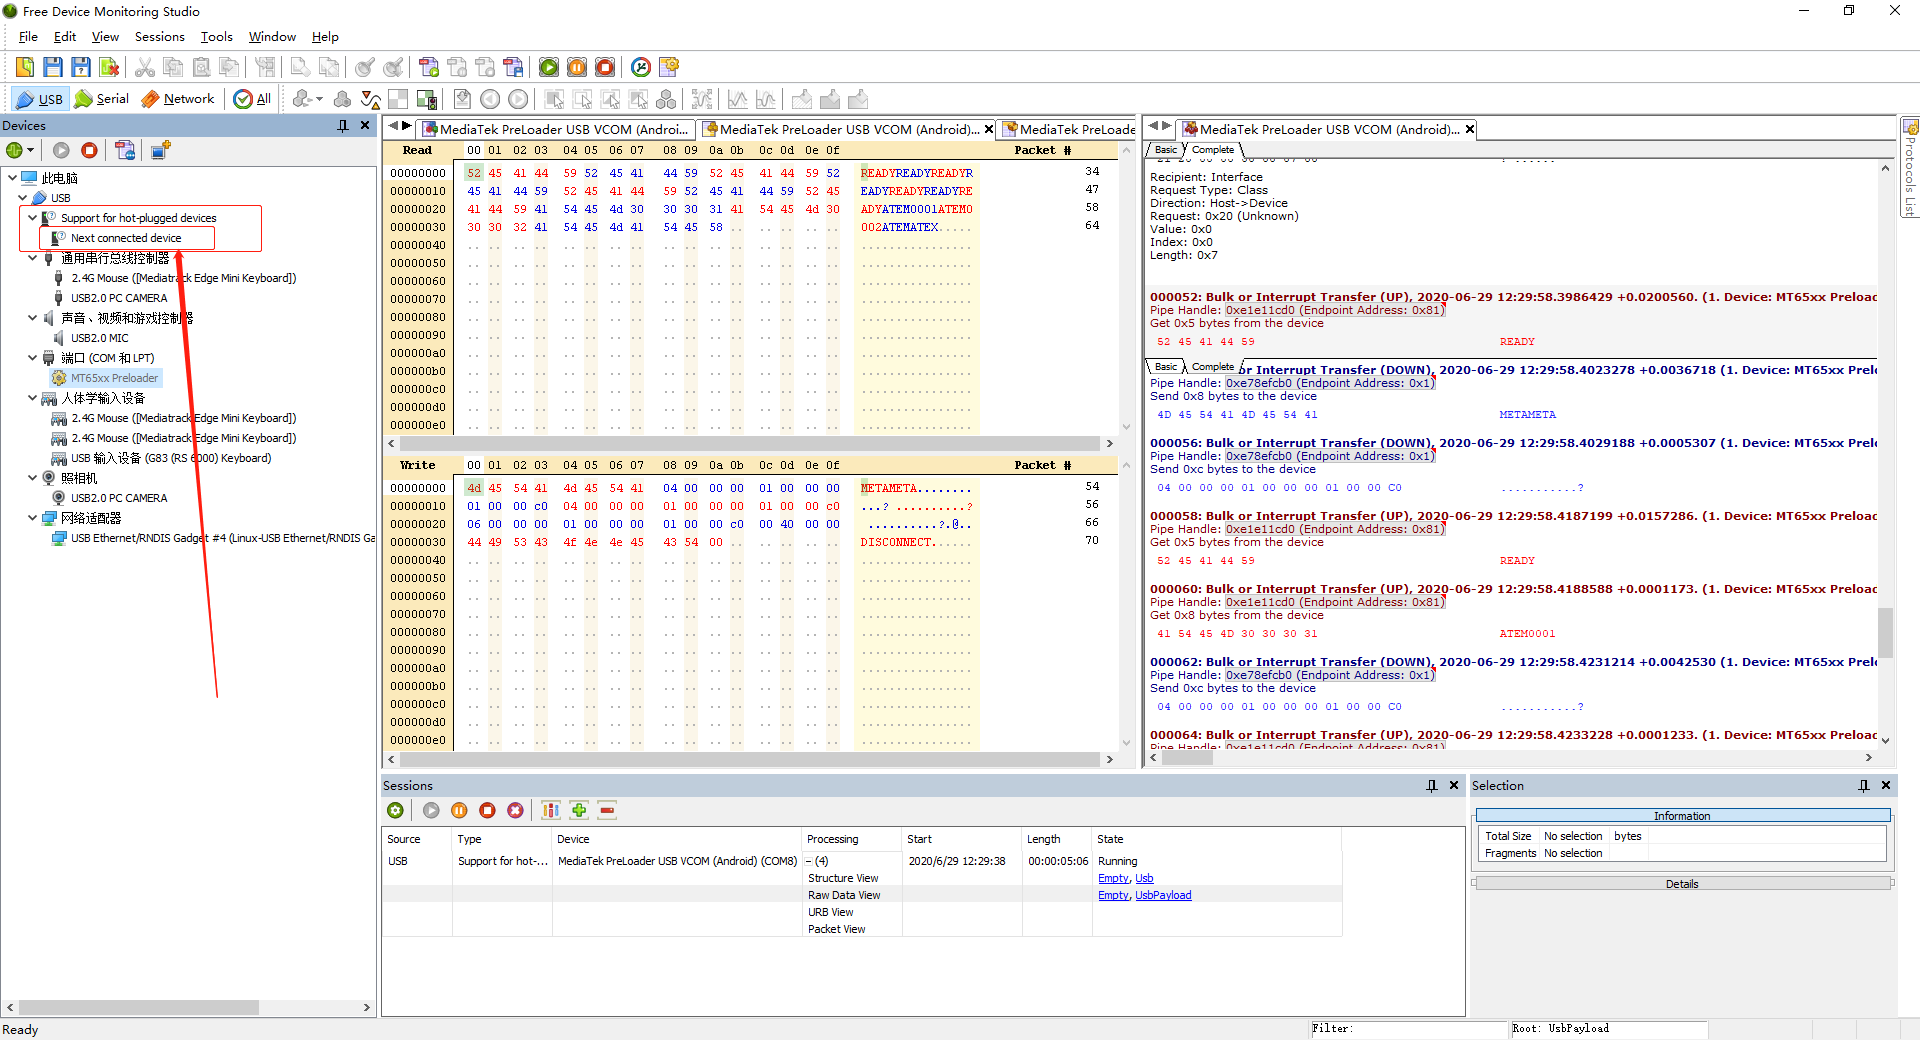 Free Device Monitoring Studio
File Edit View Sessions Tools Window Help
USB Serial Network All
Devices
此电脑
USB
Support for hot-plugged devices
Next connected device
通用串行总线控制器
2.4G Mouse ([Mediatrack Edge Mini Keyboard])
USB2.0 PC CAMERA
声音、视频和游戏控制器
USB2.0 MIC
端口 (COM 和 LPT)
MT65xx Preloader
人体学输入设备
2.4G Mouse ([Mediatrack Edge Mini Keyboard])
2.4G Mouse ([Mediatrack Edge Mini Keyboard])
USB 输入设备 (G83 (RS 6000) Keyboard)
照相机
USB2.0 PC CAMERA
网络适配器
USB Ethernet/RNDIS Gadget #4 (Linux-USB Ethernet/RNDIS Ga
MediaTek PreLoader USB VCOM (Androi... MediaTek PreLoader USB VCOM (Android)... MediaTek PreLoade
Read 00 01 02 03 04 05 06 07 08 09 0a 0b 0c 0d 0e 0f Packet #
00000000 52 45 41 44 59 52 45 41 44 59 52 45 41 44 59 52 READYREADYREADYR 34
00000010 45 41 44 59 52 45 41 44 59 52 45 41 44 59 52 45 EADYREADYREADYRE 47
00000020 41 44 59 41 54 45 4d 30 30 30 31 41 54 45 4d 30 ADYATEM0001ATEM0 58
00000030 30 30 32 41 54 45 4d 41 54 45 58 002ATEMATEX..... 64
00000040
00000050
00000060
00000070
00000080
00000090
000000a0
000000b0
000000c0
000000d0
000000e0
Write 00 01 02 03 04 05 06 07 08 09 0a 0b 0c 0d 0e 0f Packet #
00000000 4d 45 54 41 4d 45 54 41 04 00 00 00 01 00 00 00 METAMETA........ 54
00000010 01 00 00 c0 04 00 00 00 01 00 00 00 01 00 00 c0 ...? ..........? 56
00000020 06 00 00 00 01 00 00 00 01 00 00 c0 00 40 00 00 ..........?.@.. 66
00000030 44 49 53 43 4f 4e 4e 45 43 54 00 DISCONNECT...... 70
00000040
00000050
00000060
00000070
00000080
00000090
000000a0
000000b0
000000c0
000000d0
000000e0
MediaTek PreLoader USB VCOM (Android)...
Basic Complete
Recipient: Interface
Request Type: Class
Direction: Host->Device
Request: 0x20 (Unknown)
Value: 0x0
Index: 0x0
Length: 0x7
000052: Bulk or Interrupt Transfer (UP), 2020-06-29 12:29:58.3986429 +0.0200560. (1. Device: MT65xx Preload
Pipe Handle: 0xe1e11cd0 (Endpoint Address: 0x81)
Get 0x5 bytes from the device
52 45 41 44 59 READY
Basic Complete
or Interrupt Transfer (DOWN), 2020-06-29 12:29:58.4023278 +0.0036718 (1. Device: MT65xx Prelo
Pipe Handle: 0xe78efcb0 (Endpoint Address: 0x1)
Send 0x8 bytes to the device
4D 45 54 41 4D 45 54 41 METAMETA
000056: Bulk or Interrupt Transfer (DOWN), 2020-06-29 12:29:58.4029188 +0.0005307 (1. Device: MT65xx Prelo
Pipe Handle: 0xe78efcb0 (Endpoint Address: 0x1)
Send 0xc bytes to the device
04 00 00 00 01 00 00 00 01 00 00 C0 ...........?
000058: Bulk or Interrupt Transfer (UP), 2020-06-29 12:29:58.4187199 +0.0157286. (1. Device: MT65xx Preload
Pipe Handle: 0xe1e11cd0 (Endpoint Address: 0x81)
Get 0x5 bytes from the device
52 45 41 44 59 READY
000060: Bulk or Interrupt Transfer (UP), 2020-06-29 12:29:58.4188588 +0.0001173. (1. Device: MT65xx Preload
Pipe Handle: 0xe1e11cd0 (Endpoint Address: 0x81)
Get 0x8 bytes from the device
41 54 45 4D 30 30 30 31 ATEM0001
000062: Bulk or Interrupt Transfer (DOWN), 2020-06-29 12:29:58.4231214 +0.0042530 (1. Device: MT65xx Prelo
Pipe Handle: 0xe78efcb0 (Endpoint Address: 0x1)
Send 0xc bytes to the device
04 00 00 00 01 00 00 00 01 00 00 C0 ...........?
000064: Bulk or Interrupt Transfer (UP), 2020-06-29 12:29:58.4233228 +0.0001233. (1. Device: MT65xx Preload
Pipe Handle: 0xe1e11cd0 (Endpoint Address: 0x81)
Protocols List
Sessions
Source Type Device Processing Start Length State
USB Support for hot-... MediaTek PreLoader USB VCOM (Android) (COM8) (4) 2020/6/29 12:29:38 00:00:05:06 Running
Structure View Empty, Usb
Raw Data View Empty, UsbPayload
URB View
Packet View
Selection
Information
Total Size No selection bytes
Fragments No selection
Details
Ready
Filter:
Root: UsbPayload